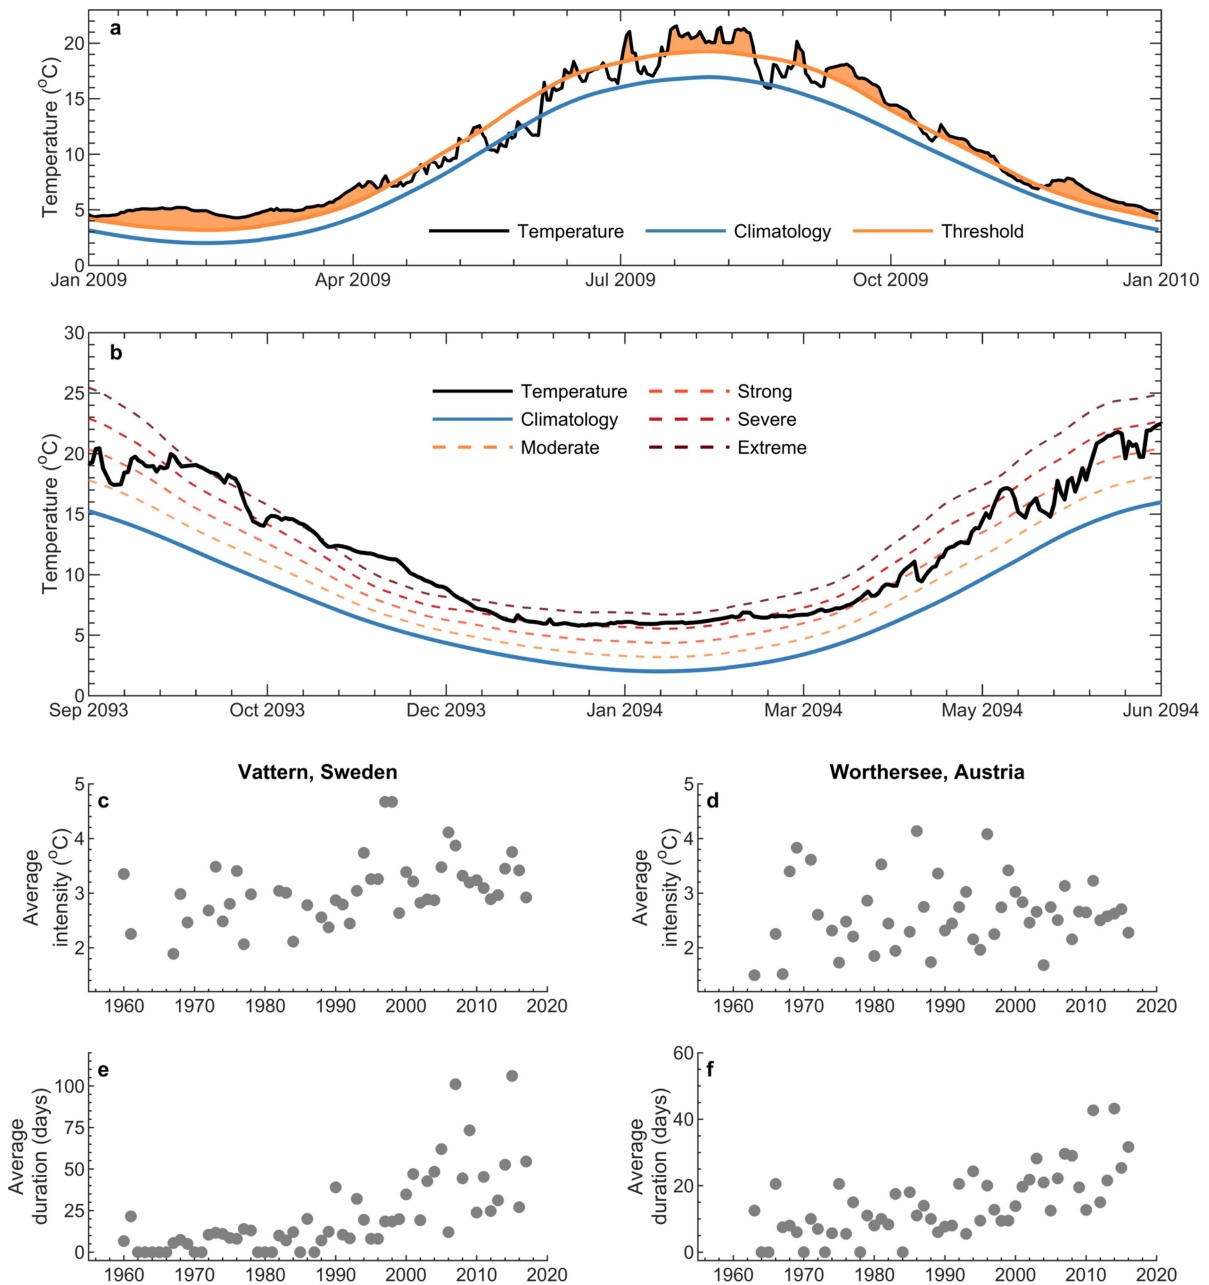 a
Temperature (°C)
20
15
10
5
0
Temperature Climatology Threshold
Jan 2009 Apr 2009 Jul 2009 Oct 2009 Jan 2010
b
Temperature (°C)
30
25
20
15
10
5
0
Temperature Strong
Climatology Severe
Moderate Extreme
Sep 2093 Oct 2093 Dec 2093 Jan 2094 Mar 2094 May 2094 Jun 2094
Vattern, Sweden
c
Average
intensity (°C)
5
4
3
2
1960 1970 1980 1990 2000 2010 2020
Worthersee, Austria
d
Average
intensity (°C)
5
4
3
2
1960 1970 1980 1990 2000 2010 2020
e
Average
duration (days)
100
75
50
25
0
1960 1970 1980 1990 2000 2010 2020
f
Average
duration (days)
60
40
20
0
1960 1970 1980 1990 2000 2010 2020